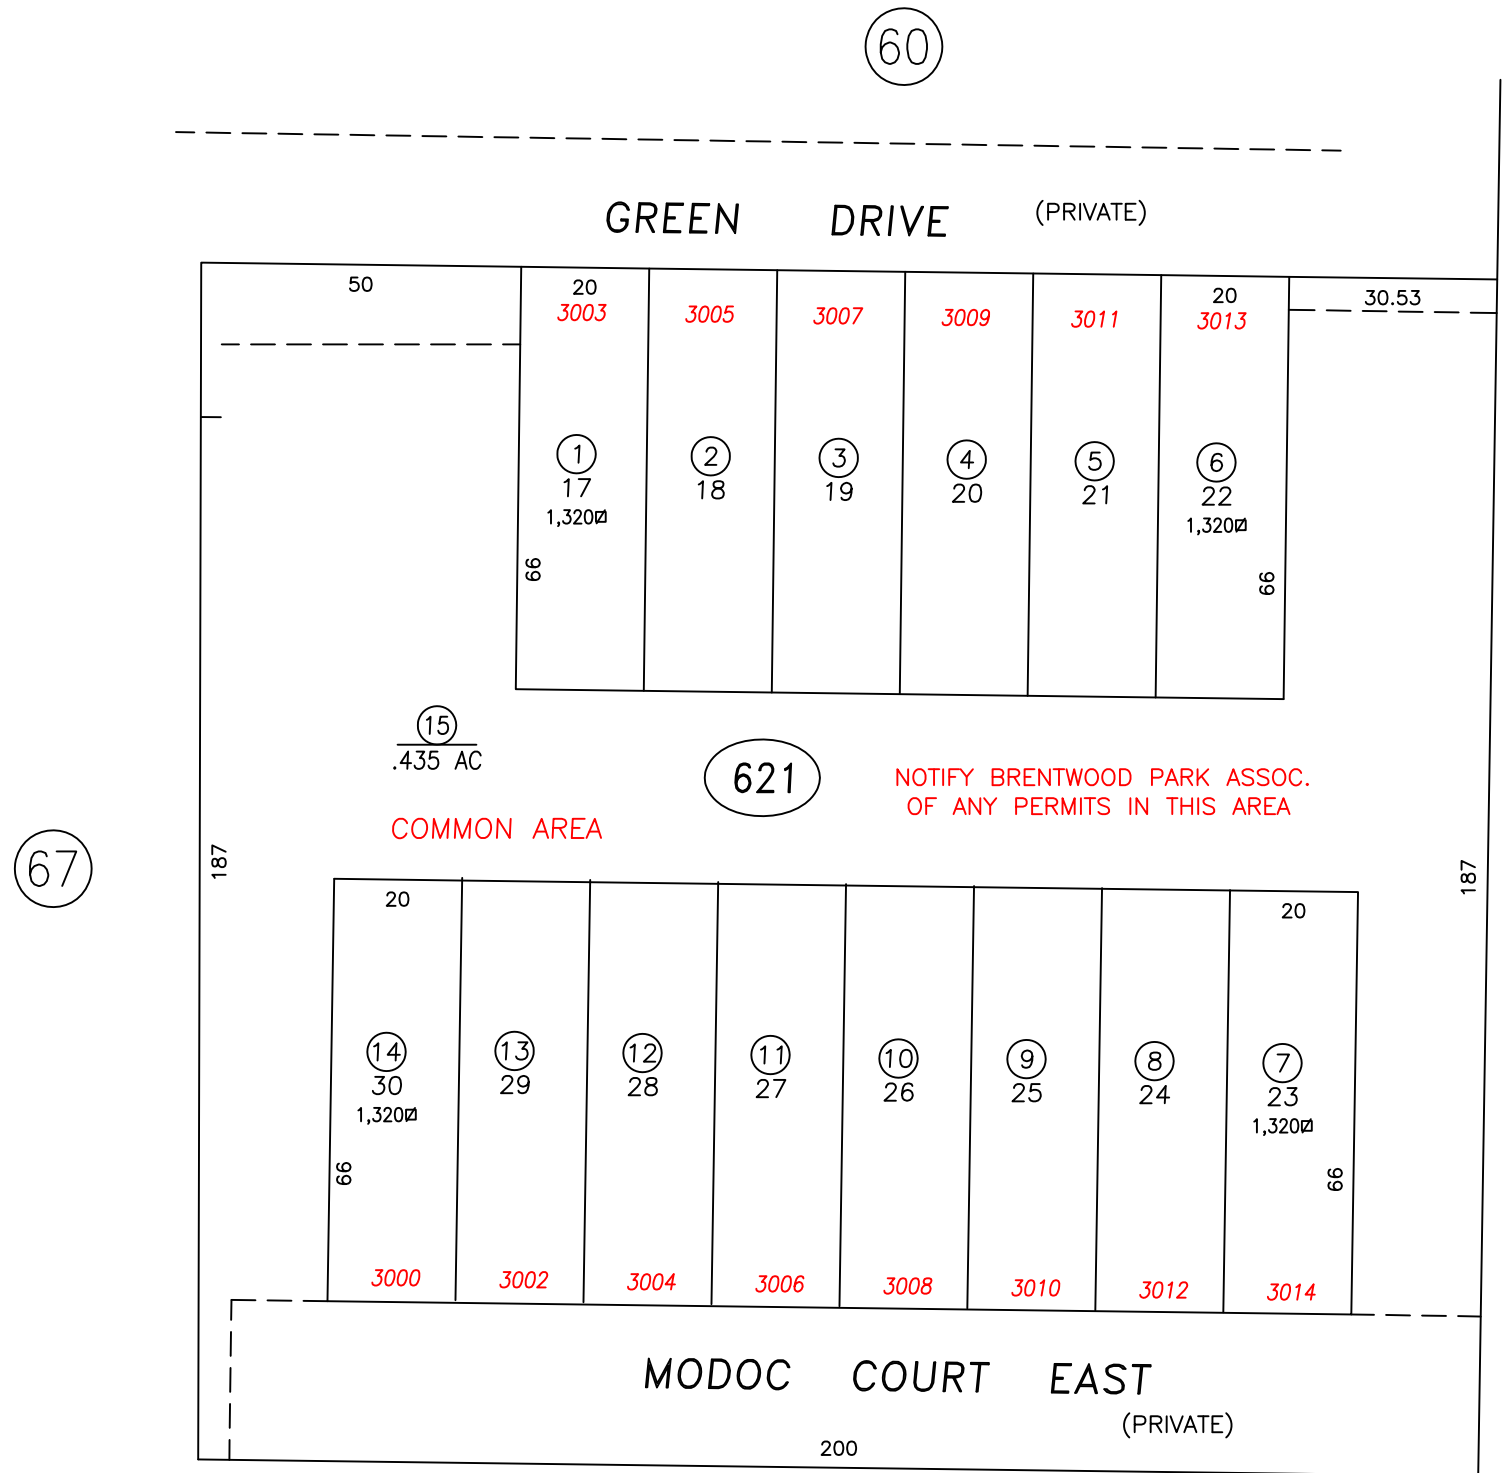 60
GREEN DRIVE (PRIVATE)
50 20 20 30.53
3003 3005 3007 3009 3011 3013
1 2 3 4 5 6
17 18 19 20 21 22
1,320 1,320
66 66
15
.435 AC
621
NOTIFY BRENTWOOD PARK ASSOC.
OF ANY PERMITS IN THIS AREA
COMMON AREA
67
187 187
20 20
14 13 12 11 10 9 8 7
30 29 28 27 26 25 24 23
1,320 1,320
66 66
3000 3002 3004 3006 3008 3010 3012 3014
MODOC COURT EAST
(PRIVATE)
200